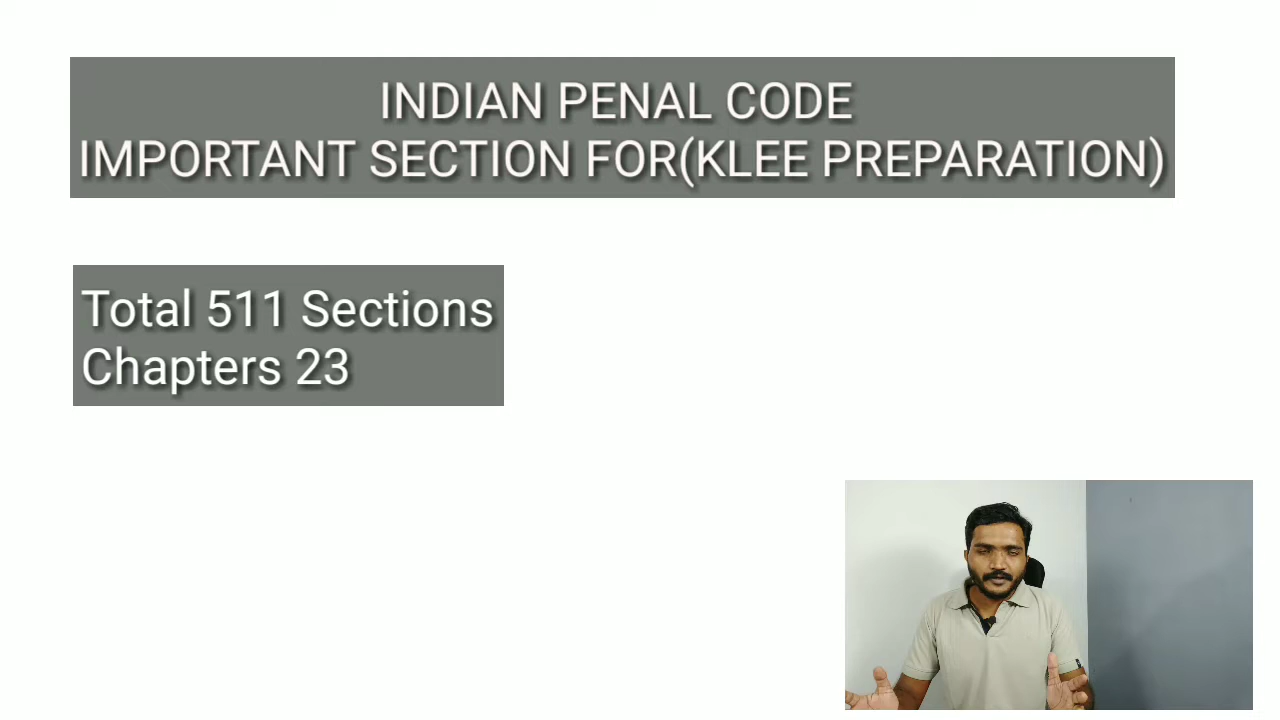 INDIAN PENAL CODE
IMPORTANT SECTION FOR(KLEE PREPARATION)
Total 511 Sections
Chapters 23